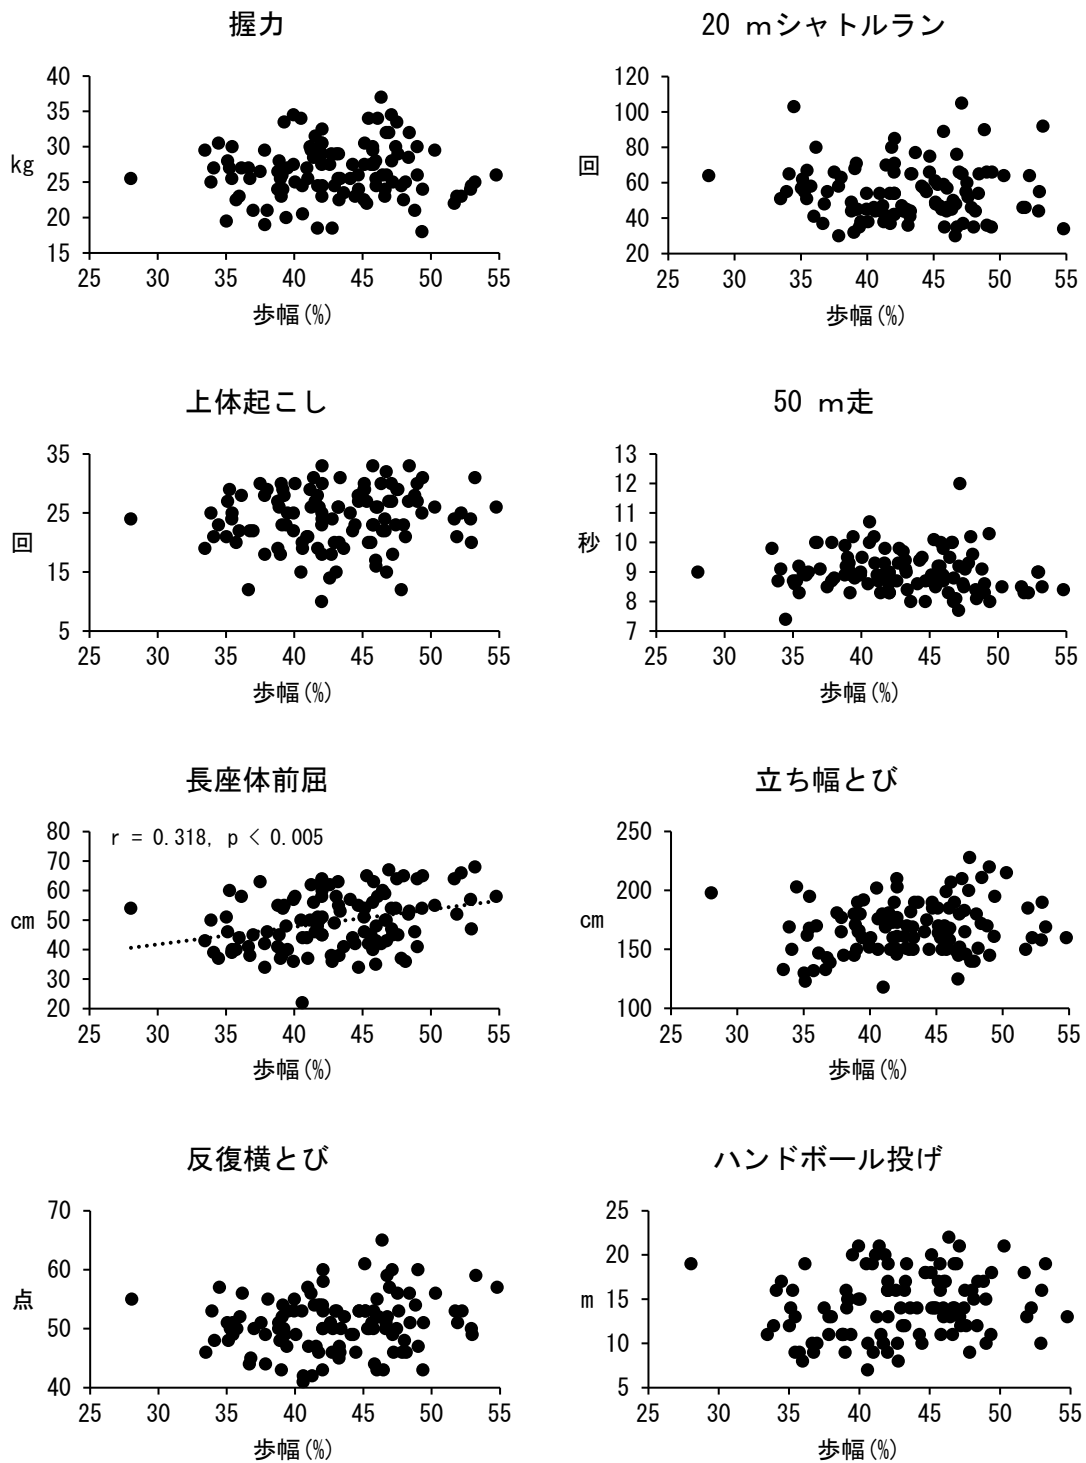 握力
40
35
30
25
20
15
kg
25 30 35 40 45 50 55
歩幅(%)
20 mシャトルラン
120
100
80
60
40
20
回
25 30 35 40 45 50 55
歩幅(%)
上体起こし
35
25
15
5
回
25 30 35 40 45 50 55
歩幅(%)
50 m走
13
12
11
10
9
8
7
秒
25 30 35 40 45 50 55
歩幅(%)
長座体前屈
r = 0.318, p < 0.005
80
70
60
50
40
30
20
cm
25 30 35 40 45 50 55
歩幅(%)
立ち幅とび
250
200
150
100
cm
25 30 35 40 45 50 55
歩幅(%)
反復横とび
70
60
50
40
点
25 30 35 40 45 50 55
歩幅(%)
ハンドボール投げ
25
20
15
10
5
m
25 30 35 40 45 50 55
歩幅(%)